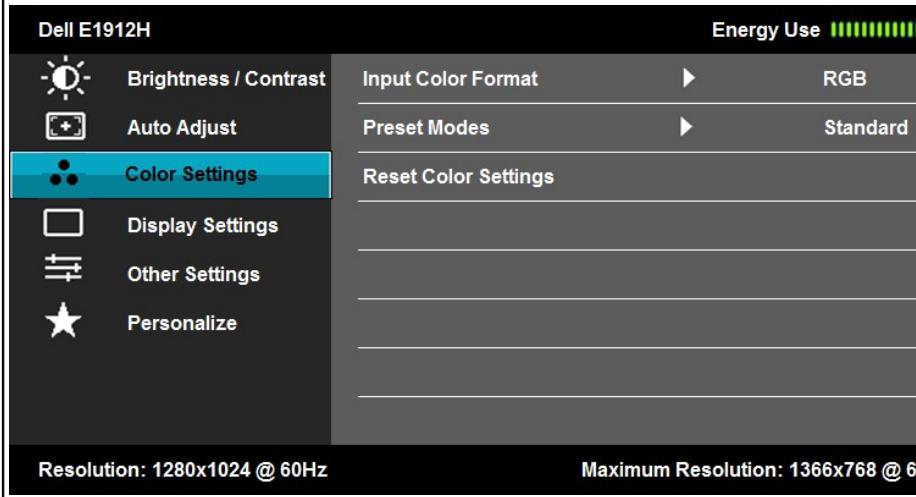 Dell E1912H Energy Use
Brightness / Contrast Input Color Format RGB
Auto Adjust Preset Modes Standard
Color Settings Reset Color Settings
Display Settings
Other Settings
Personalize
Resolution: 1280x1024 @ 60Hz Maximum Resolution: 1366x768 @ 6